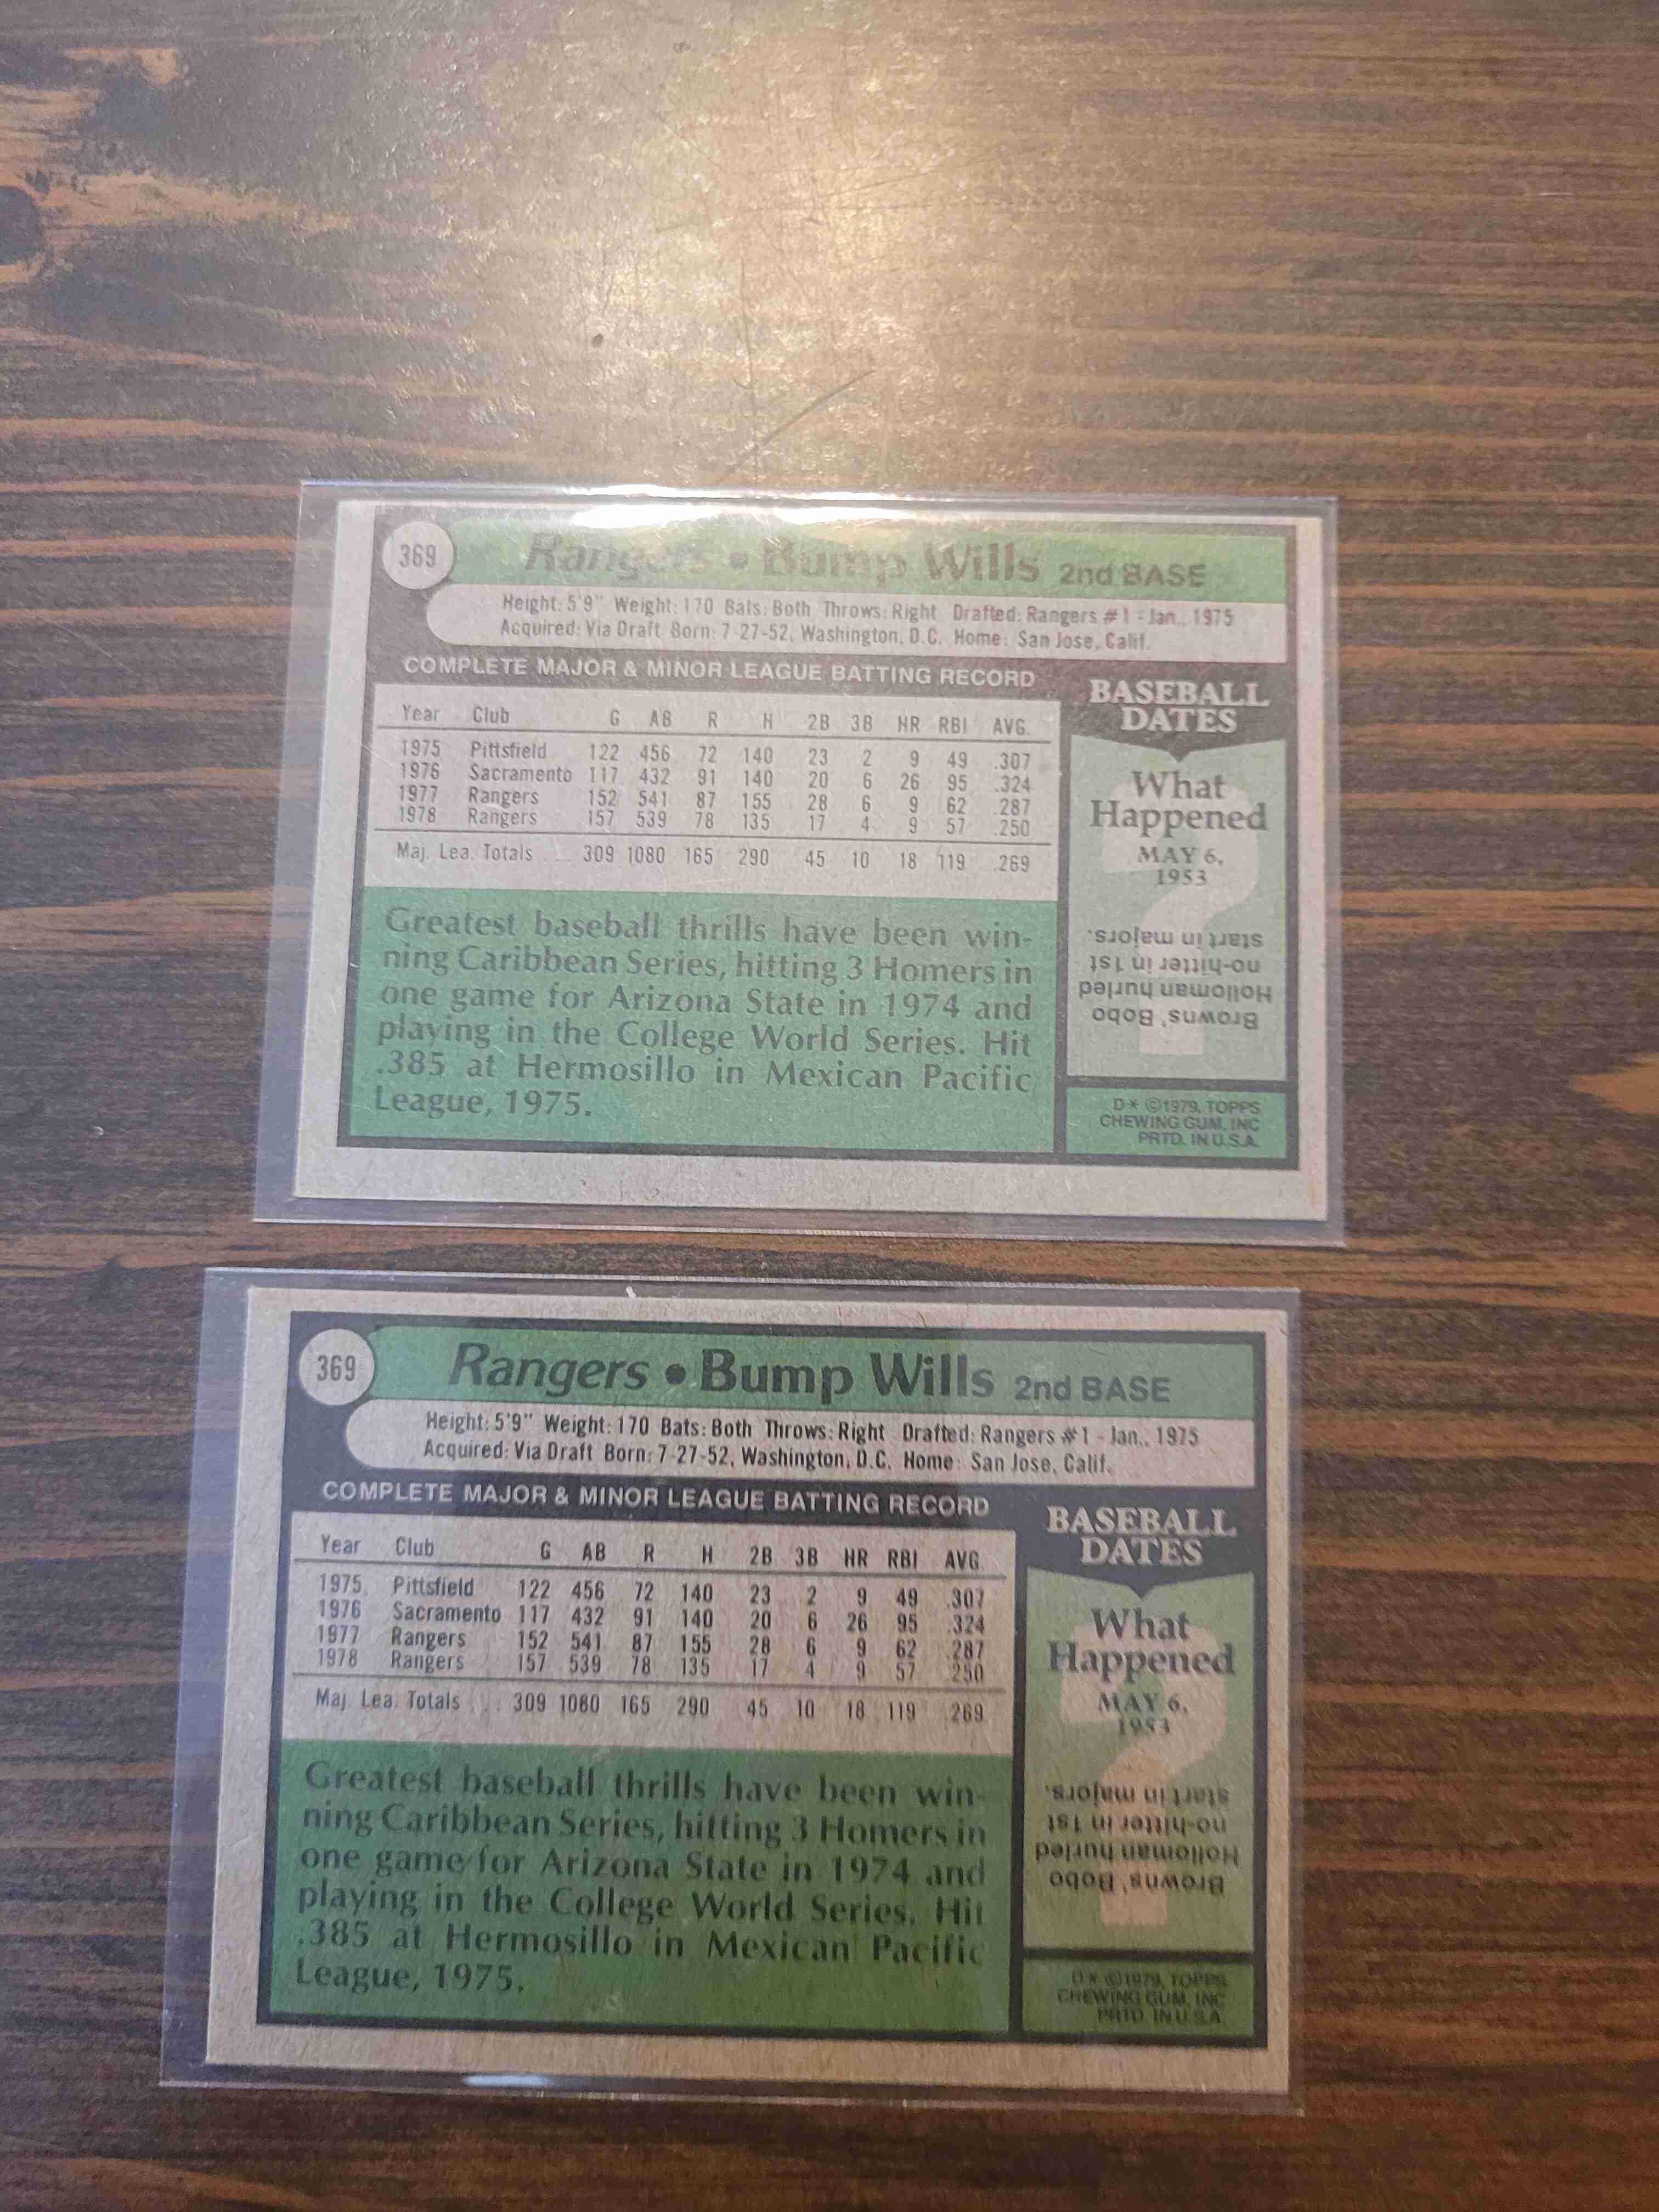 369
Rangers • Bump Wills 2nd BASE
Height: 5'9" Weight: 170 Bats: Both Throws: Right Drafted: Rangers #1 - Jan., 1975
Acquired: Via Draft Born: 7-27-52, Washington, D.C. Home: San Jose, Calif.
COMPLETE MAJOR & MINOR LEAGUE BATTING RECORD
Year Club G AB R H 2B 3B HR RBI AVG.
1975 Pittsfield 122 456 72 140 23 2 9 49 .307
1976 Sacramento 117 432 91 140 20 6 26 95 .324
1977 Rangers 152 541 87 155 28 6 9 62 .287
1978 Rangers 157 539 78 135 17 4 9 57 .250
Maj. Lea. Totals . . . 309 1080 165 290 45 10 18 119 .269
Greatest baseball thrills have been win-
ning Caribbean Series, hitting 3 Homers in
one game for Arizona State in 1974 and
playing in the College World Series. Hit
.385 at Hermosillo in Mexican Pacific
League, 1975.
BASEBALL
DATES
What
Happened
MAY 6,
1953
Browns' Bobo
Holloman hurled
no-hitter in 1st
start in majors.
D* ©1979, TOPPS
CHEWING GUM, INC
PRTD. IN U.S.A.
369
Rangers • Bump Wills 2nd BASE
Height: 5'9" Weight: 170 Bats: Both Throws: Right Drafted: Rangers #1 - Jan., 1975
Acquired: Via Draft Born: 7-27-52, Washington, D.C. Home: San Jose, Calif.
COMPLETE MAJOR & MINOR LEAGUE BATTING RECORD
Year Club G AB R H 2B 3B HR RBI AVG.
1975 Pittsfield 122 456 72 140 23 2 9 49 .307
1976 Sacramento 117 432 91 140 20 6 26 95 .324
1977 Rangers 152 541 87 155 28 6 9 62 .287
1978 Rangers 157 539 78 135 17 4 9 57 .250
Maj. Lea. Totals . . . 309 1080 165 290 45 10 18 119 .269
Greatest baseball thrills have been win-
ning Caribbean Series, hitting 3 Homers in
one game for Arizona State in 1974 and
playing in the College World Series. Hit
.385 at Hermosillo in Mexican Pacific
League, 1975.
BASEBALL
DATES
What
Happened
MAY 6,
1953
Browns' Bobo
Holloman hurled
no-hitter in 1st
start in majors.
D* ©1979, TOPPS
CHEWING GUM, INC
PRTD. IN U.S.A.